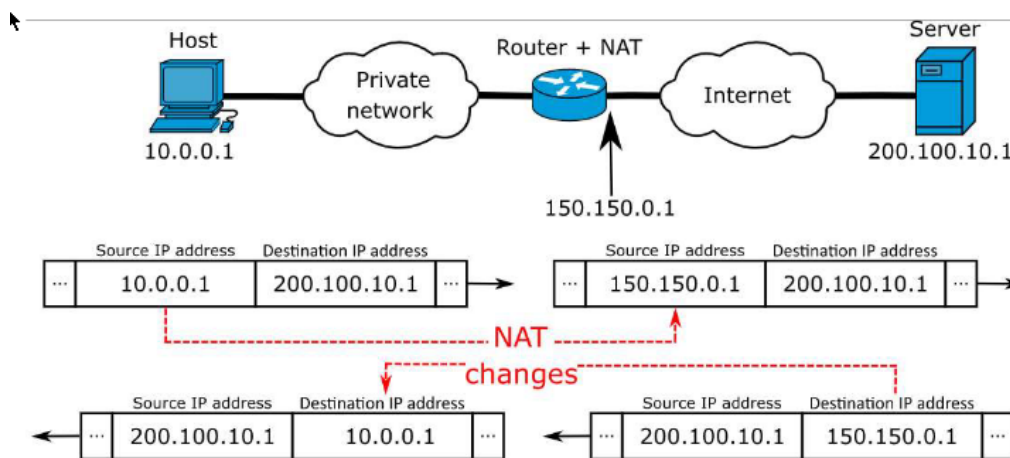 Host
Router + NAT
Server
Private
network
Internet
10.0.0.1
200.100.10.1
150.150.0.1
Source IP address Destination IP address
... 10.0.0.1 200.100.10.1 ...
Source IP address Destination IP address
... 150.150.0.1 200.100.10.1 ...
NAT
changes
Source IP address Destination IP address
... 200.100.10.1 10.0.0.1 ...
Source IP address Destination IP address
... 200.100.10.1 150.150.0.1 ...